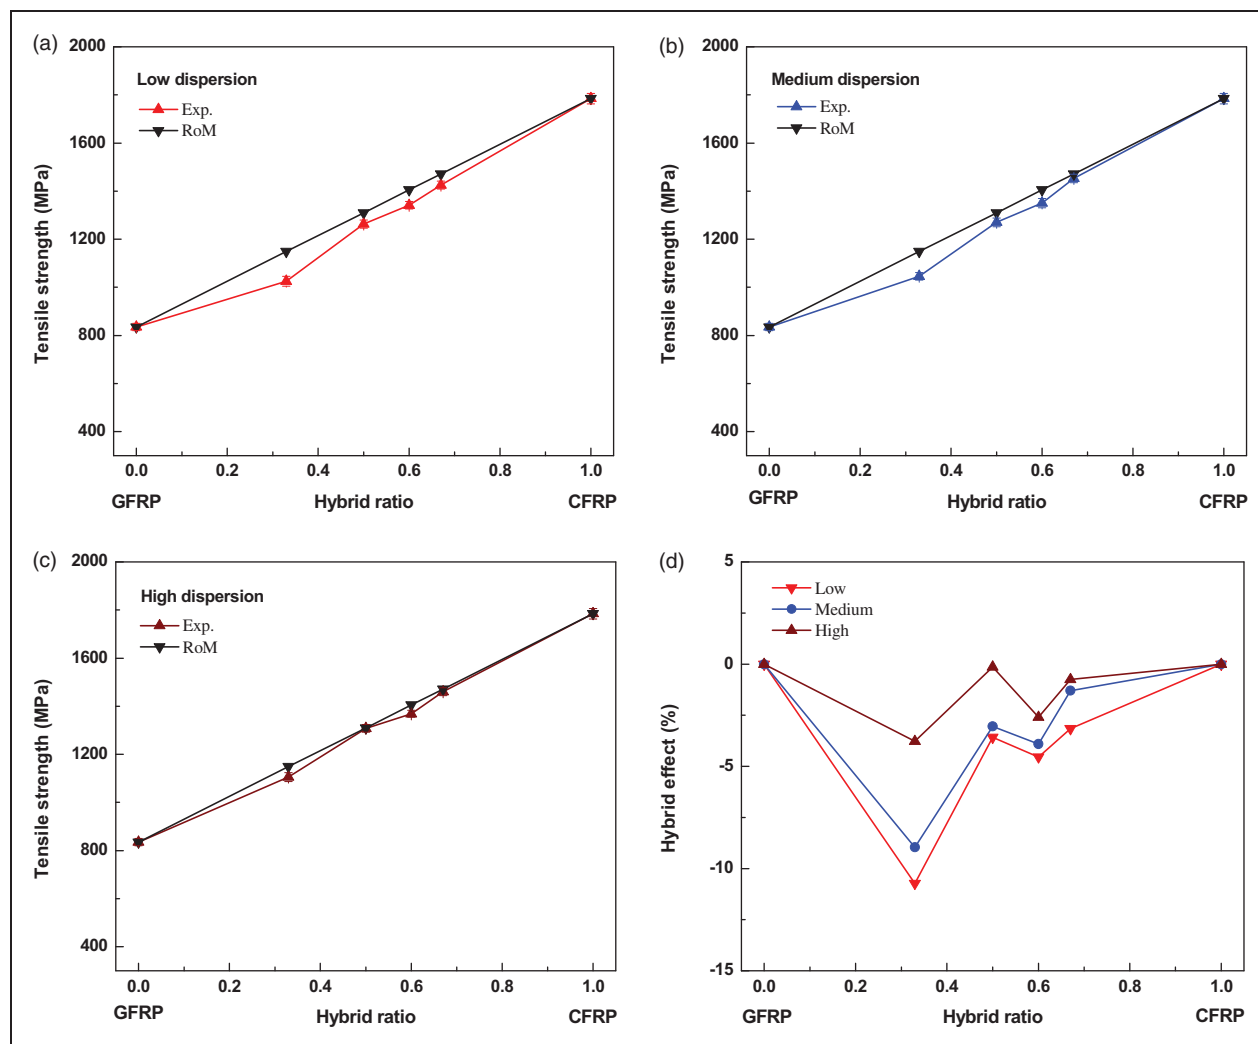 (a)
2000
1600
1200
800
400
Tensile strength (MPa)
Low dispersion
Exp.
RoM
0.0 0.2 0.4 0.6 0.8 1.0
GFRP Hybrid ratio CFRP
(b)
2000
1600
1200
800
400
Tensile strength (MPa)
Medium dispersion
Exp.
RoM
0.0 0.2 0.4 0.6 0.8 1.0
GFRP Hybrid ratio CFRP
(c)
2000
1600
1200
800
400
Tensile strength (MPa)
High dispersion
Exp.
RoM
0.0 0.2 0.4 0.6 0.8 1.0
GFRP Hybrid ratio CFRP
(d)
5
0
-5
-10
-15
Hybrid effect (%)
Low
Medium
High
0.0 0.2 0.4 0.6 0.8 1.0
GFRP Hybrid ratio CFRP